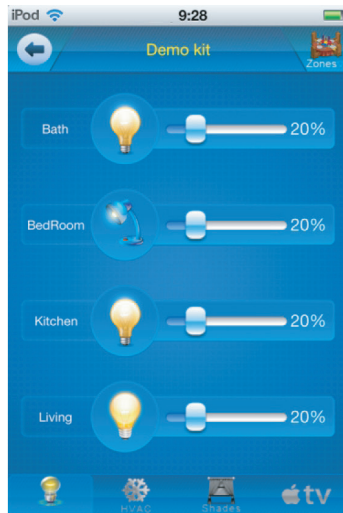 iPod 9:28
Demo kit
Zones
Bath 20%
BedRoom 20%
Kitchen 20%
Living 20%
HVAC Shades tv